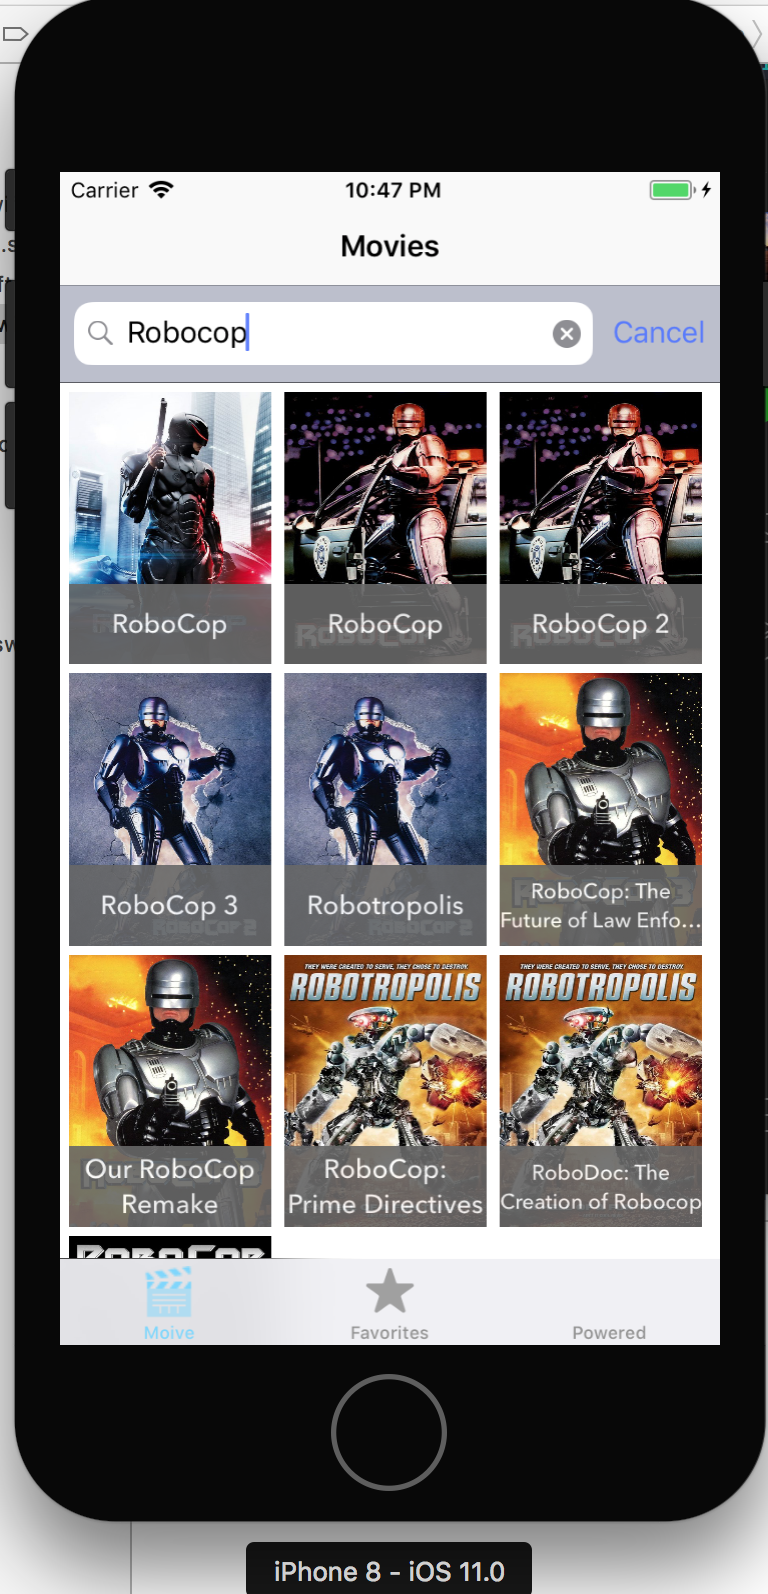 Carrier 10:47 PM
Movies
Robocop Cancel
RoboCop
RoboCop
RoboCop 2
RoboCop 3
Robotropolis
RoboCop: The
Future of Law Enfo...
THEY WERE CREATED TO SERVE, THEY CHOSE TO DESTROY.
ROBOTROPOLIS
THEY WERE CREATED TO SERVE, THEY CHOSE TO DESTROY.
ROBOTROPOLIS
Our RoboCop
Remake
RoboCop:
Prime Directives
RoboDoc: The
Creation of Robocop
ROBOCOP
Moive
Favorites
Powered
iPhone 8 - iOS 11.0